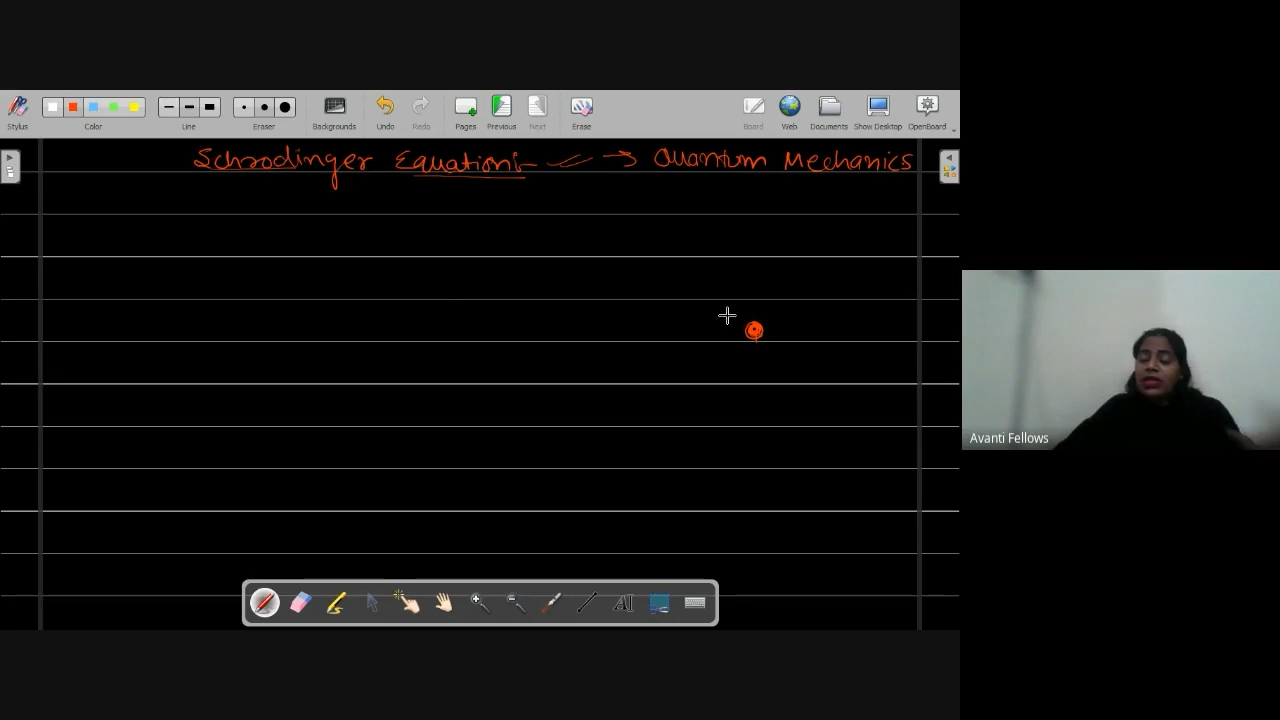 Stylus
Color
Line
Eraser
Backgrounds
Undo
Redo
Pages
Previous
Next
Erase
Board
Web
Documents
Show Desktop
OpenBoard
Schrodinger Equation:- → Quantum Mechanics
Avanti Fellows
AI